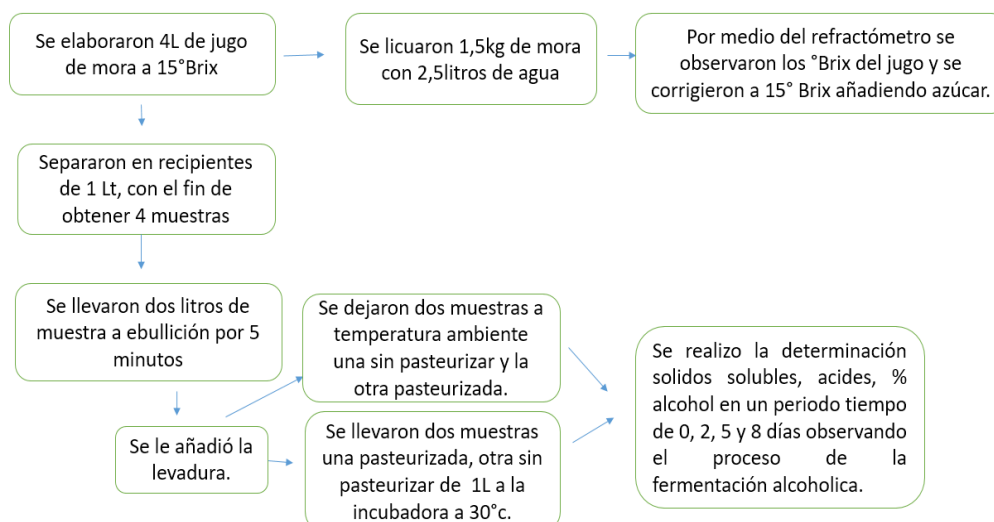 Se elaboraron 4L de jugo
de mora a 15°Brix
Se licuaron 1,5kg de mora
con 2,5litros de agua
Por medio del refractómetro se
observaron los °Brix del jugo y se
corrigieron a 15° Brix añadiendo azúcar.
Separaron en recipientes
de 1 Lt, con el fin de
obtener 4 muestras
Se llevaron dos litros de
muestra a ebullición por 5
minutos
Se le añadió la
levadura.
Se dejaron dos muestras a
temperatura ambiente
una sin pasteurizar y la
otra pasteurizada.
Se llevaron dos muestras
una pasteurizada, otra sin
pasteurizar de 1L a la
incubadora a 30°c.
Se realizo la determinación
solidos solubles, acides, %
alcohol en un periodo tiempo
de 0, 2, 5 y 8 días observando
el proceso de la
fermentación alcoholica.